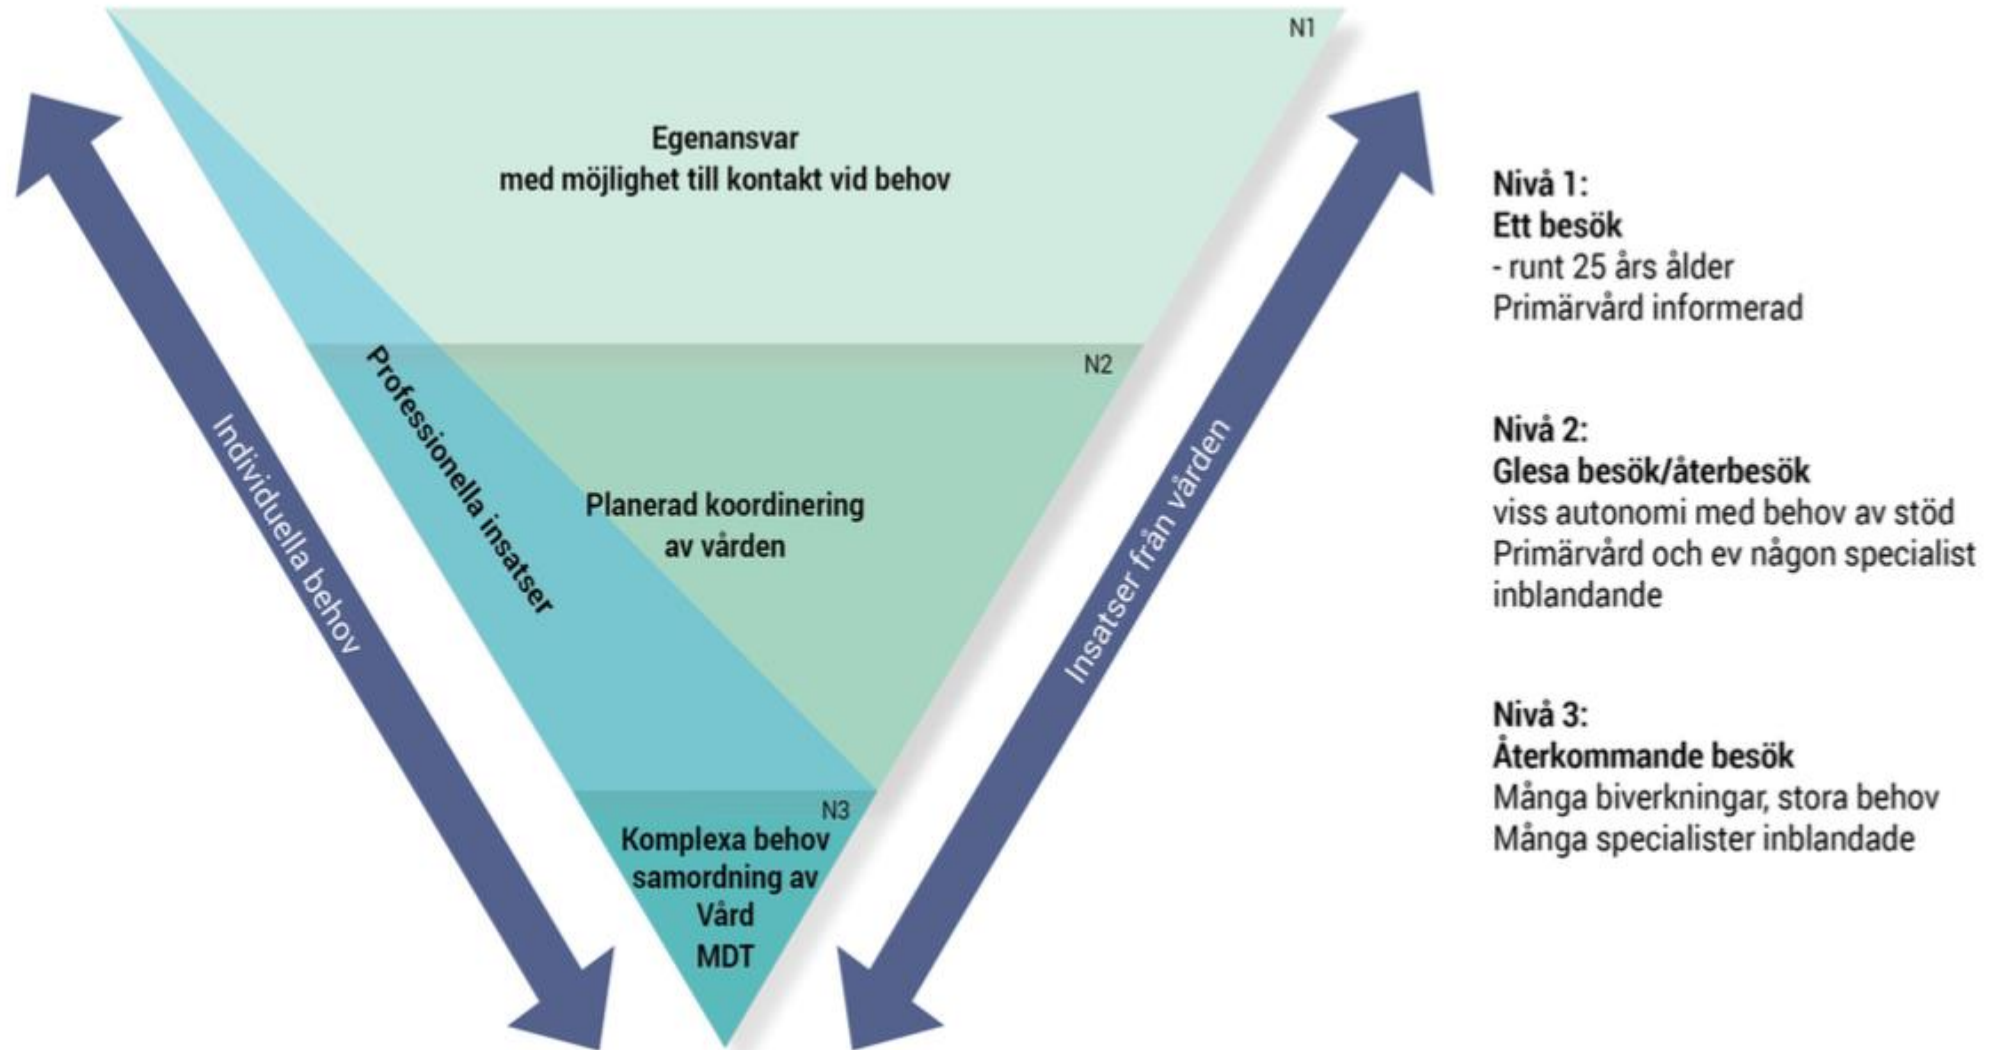 N1
Egenansvar
med möjlighet till kontakt vid behov
N2
Professionella insatser
Planerad koordinering
av vården
N3
Komplexa behov
samordning av
Vård
MDT
Individuella behov
Insatser från vården
Nivå 1:
Ett besök
- runt 25 års ålder
Primärvård informerad
Nivå 2:
Glesa besök/återbesök
viss autonomi med behov av stöd
Primärvård och ev någon specialist
inblandande
Nivå 3:
Återkommande besök
Många biverkningar, stora behov
Många specialister inblandade